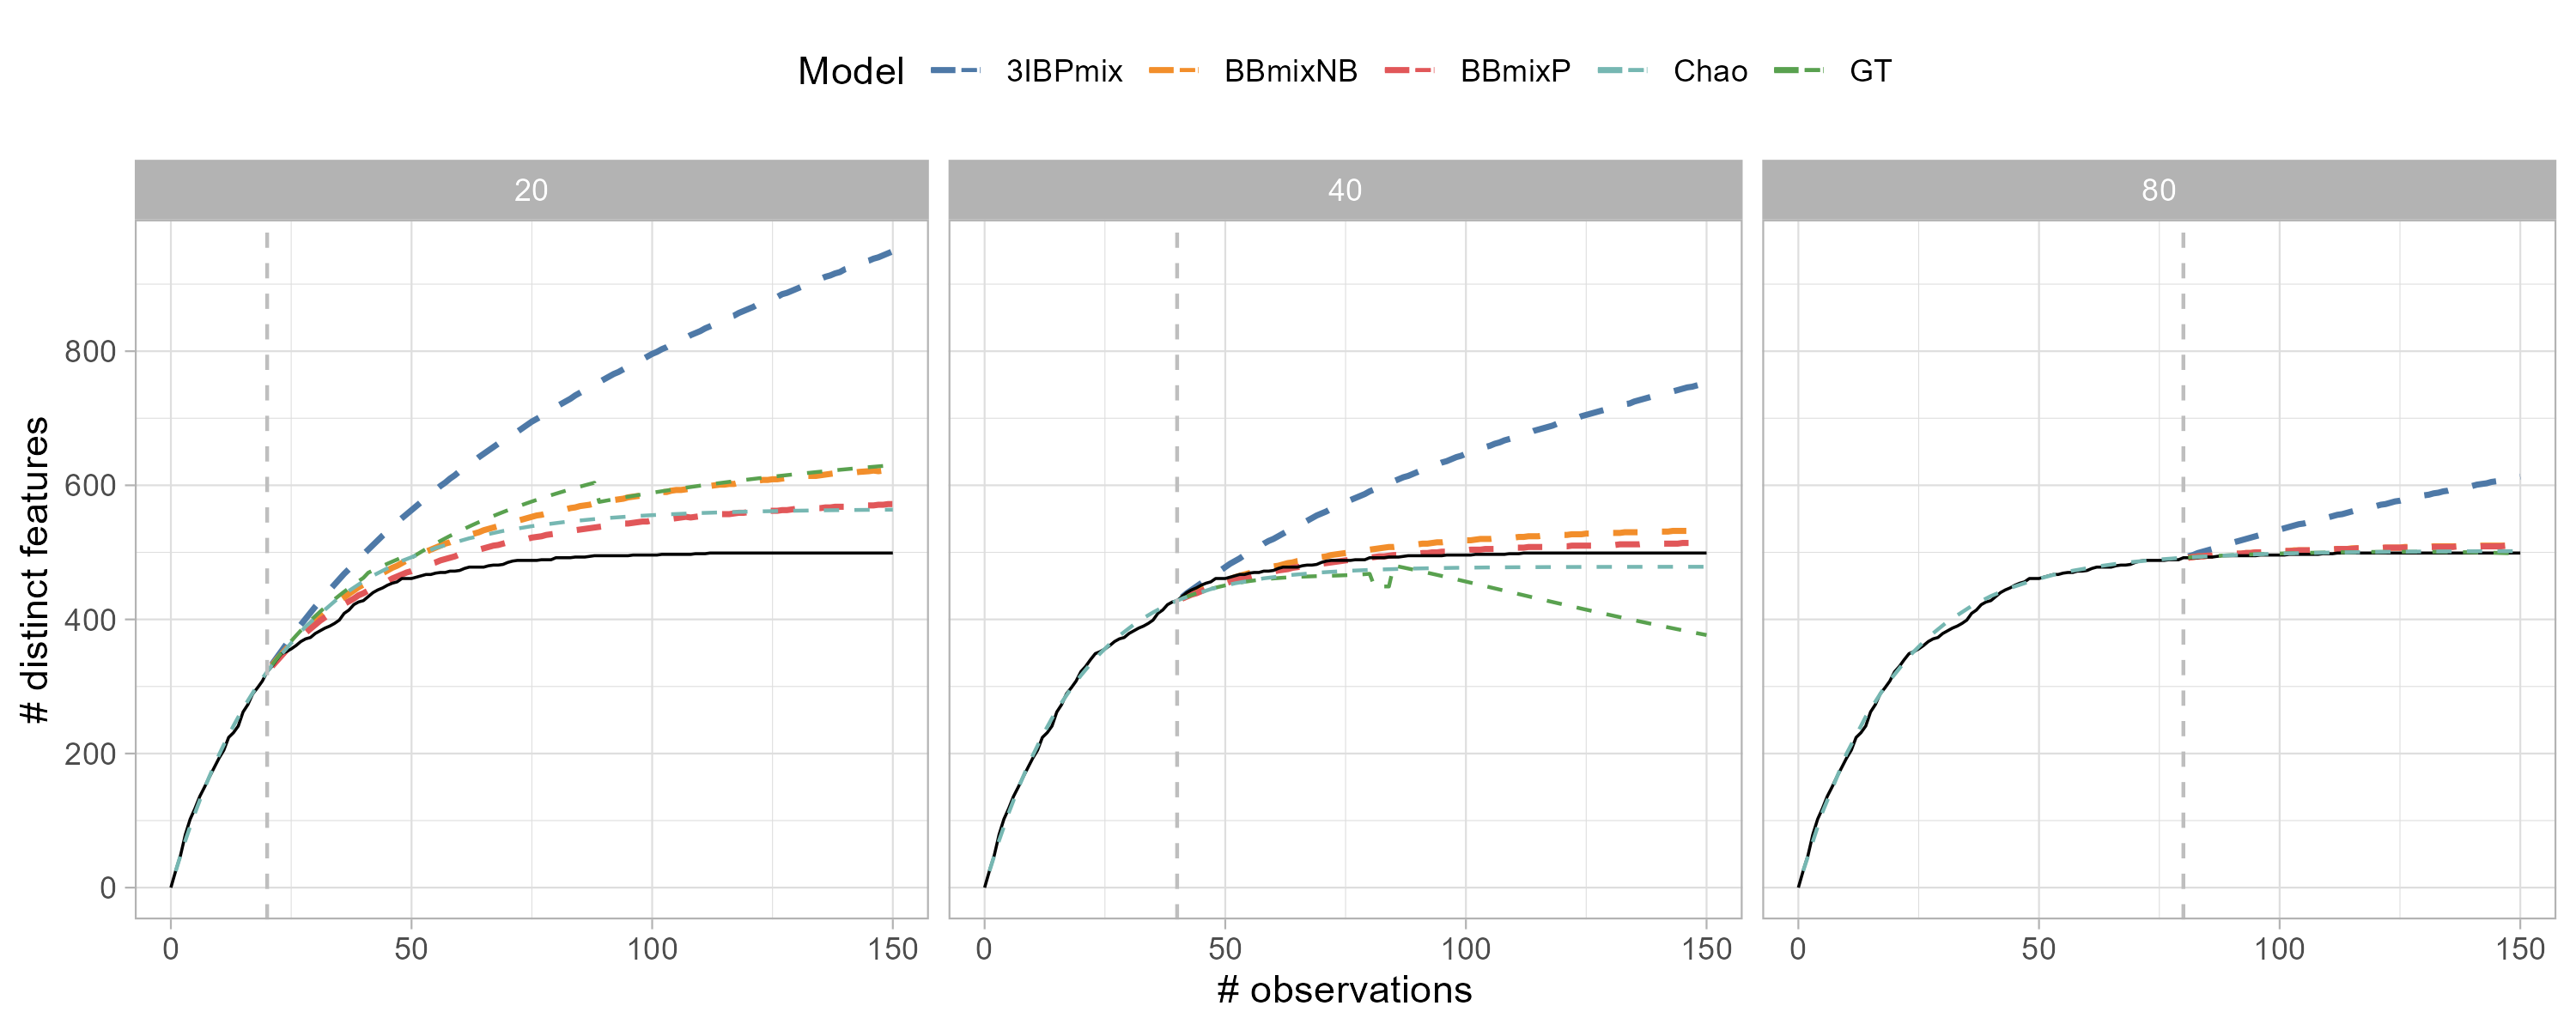 Model 3IBPmix BBmixNB BBmixP Chao GT
20 40 80
# distinct features
800
600
400
200
0
0 50 100 150 0 50 100 150 0 50 100 150
# observations